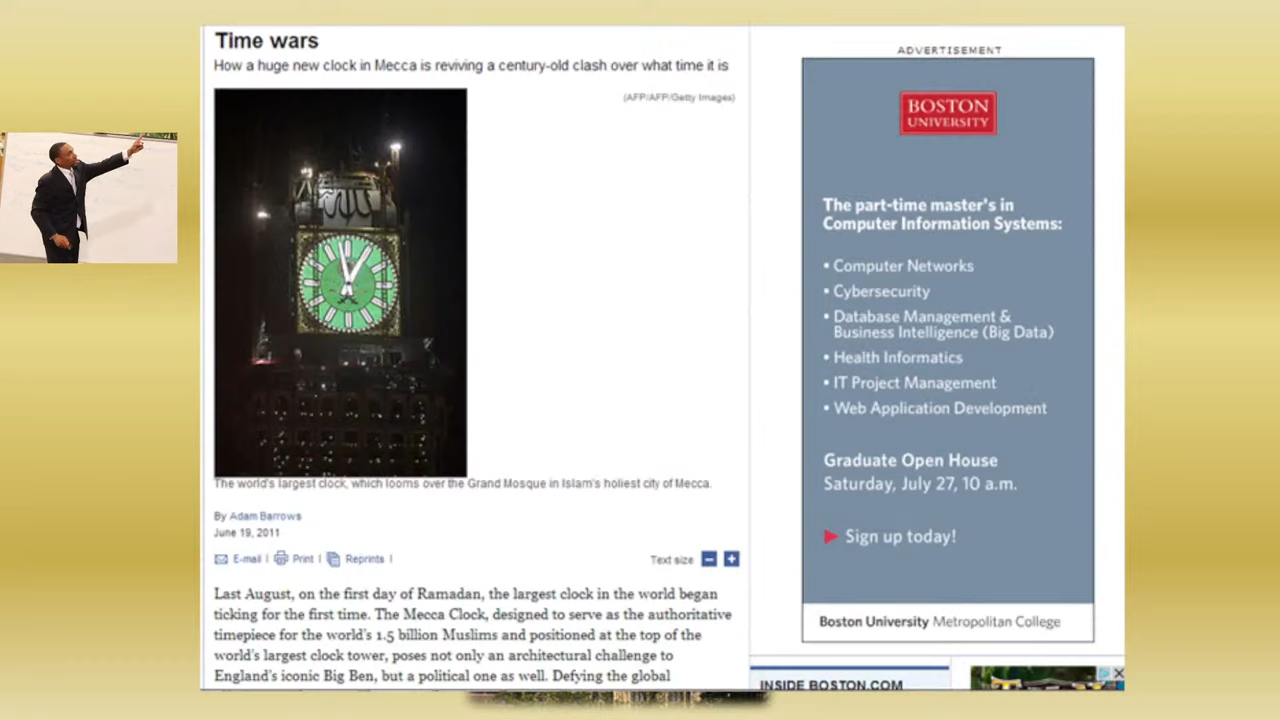 Time wars
How a huge new clock in Mecca is reviving a century-old clash over what time it is
(AFP/AFP/Getty Images)
The world's largest clock, which looms over the Grand Mosque in Islam's holiest city of Mecca.
By Adam Barrows
June 19, 2011
E-mail | Print | Reprints |
Text size
Last August, on the first day of Ramadan, the largest clock in the world began
ticking for the first time. The Mecca Clock, designed to serve as the authoritative
timepiece for the world's 1.5 billion Muslims and positioned at the top of the
world's largest clock tower, poses not only an architectural challenge to
England's iconic Big Ben, but a political one as well. Defying the global
ADVERTISEMENT
BOSTON
UNIVERSITY
The part-time master's in
Computer Information Systems:
• Computer Networks
• Cybersecurity
• Database Management &
Business Intelligence (Big Data)
• Health Informatics
• IT Project Management
• Web Application Development
Graduate Open House
Saturday, July 27, 10 a.m.
Sign up today!
Boston University Metropolitan College
INSIDE BOSTON.COM